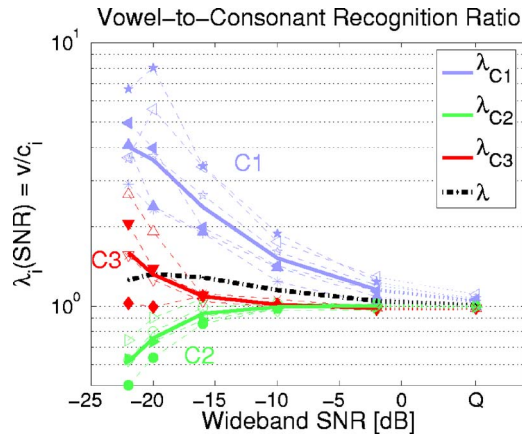 Vowel-to-Consonant Recognition Ratio
10¹
λC1
λC2
λC3
λ
C1
C3
C2
λi(SNR) = v/ci
10⁰
-25 -20 -15 -10 -5 0 Q
Wideband SNR [dB]